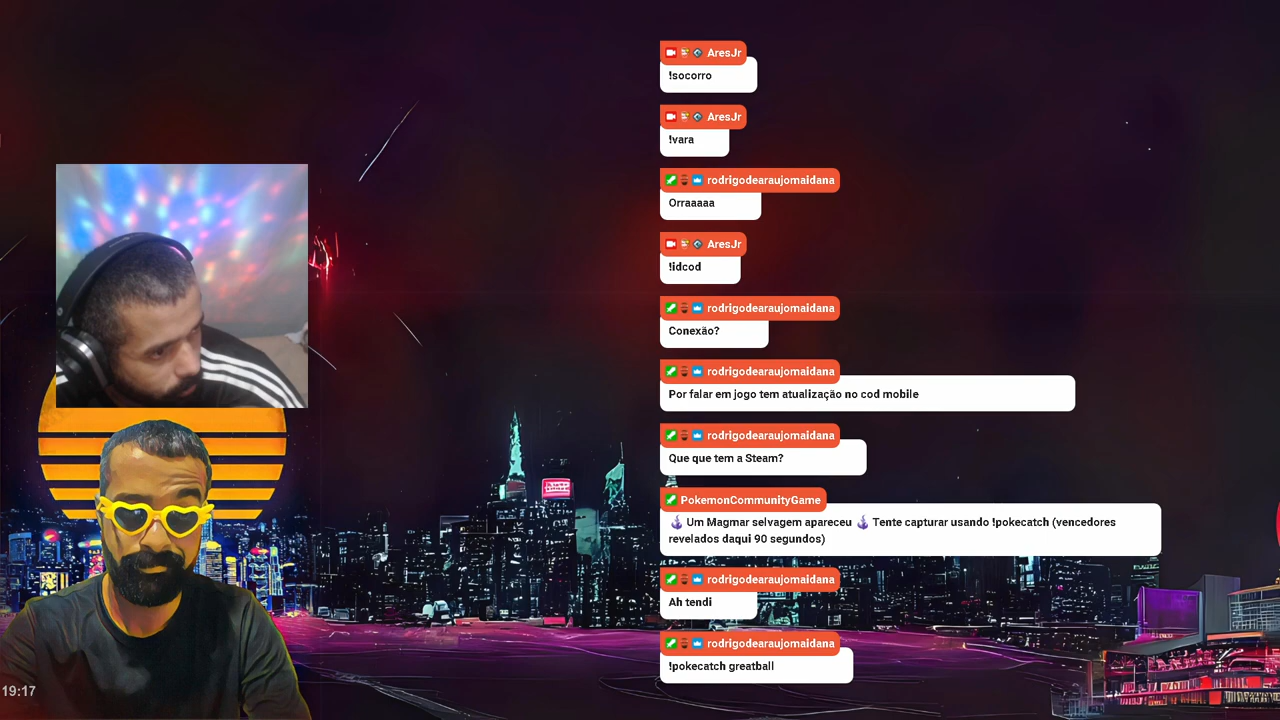 AresJr
!socorro
AresJr
!vara
rodrigodearaujomaidana
Orraaaaa
AresJr
!idcod
rodrigodearaujomaidana
Conexão?
rodrigodearaujomaidana
Por falar em jogo tem atualização no cod mobile
rodrigodearaujomaidana
Que que tem a Steam?
PokemonCommunityGame
Um Magmar selvagem apareceu Tente capturar usando !pokecatch (vencedores
revelados daqui 90 segundos)
rodrigodearaujomaidana
Ah tendi
rodrigodearaujomaidana
!pokecatch greatball
19:17